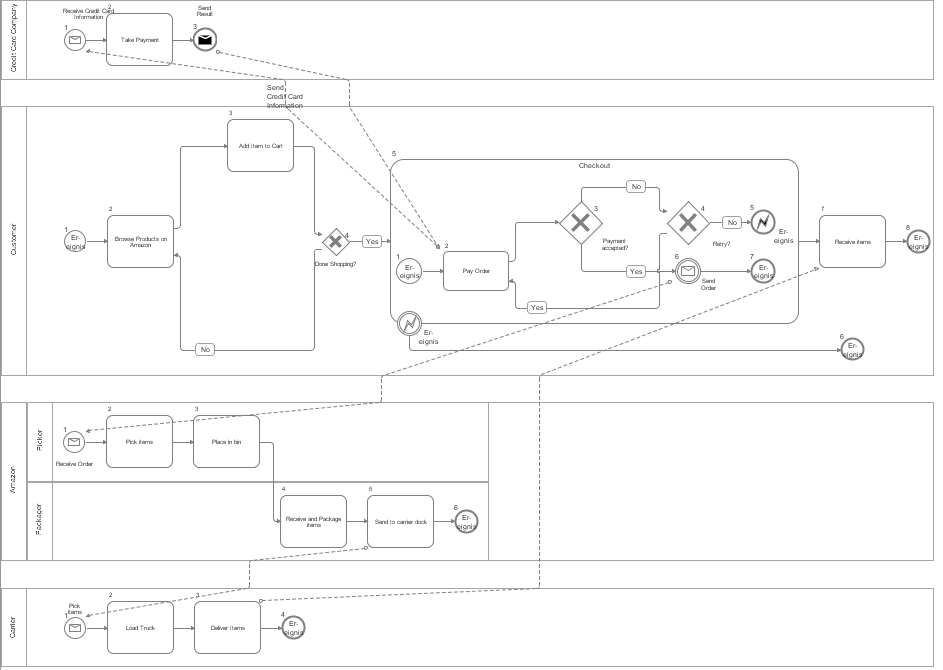 Credit Card Company
Receive Credit Card
Information
1
2
Take Payment
Send
Result
3
Send
Credit Card
Information
Customer
1
Er-
eignis
2
Browse Products on
Amazon
3
Add Item to Cart
4
Done Shopping?
Yes
No
5
Checkout
1
Er-
eignis
2
Pay Order
3
Payment
accepted?
No
Yes
4
Retry?
No
Yes
5
Er-
eignis
6
Send
Order
7
Er-
eignis
Er-
eignis
6
Er-
eignis
7
Receive items
8
Er-
eignis
Amazon
Picker
1
Receive Order
2
Pick items
3
Place in bin
Packager
4
Receive and Package
items
5
Send to carrier dock
6
Er-
eignis
Carrier
Pick
items
1
2
Load Truck
3
Deliver Items
4
Er-
eignis